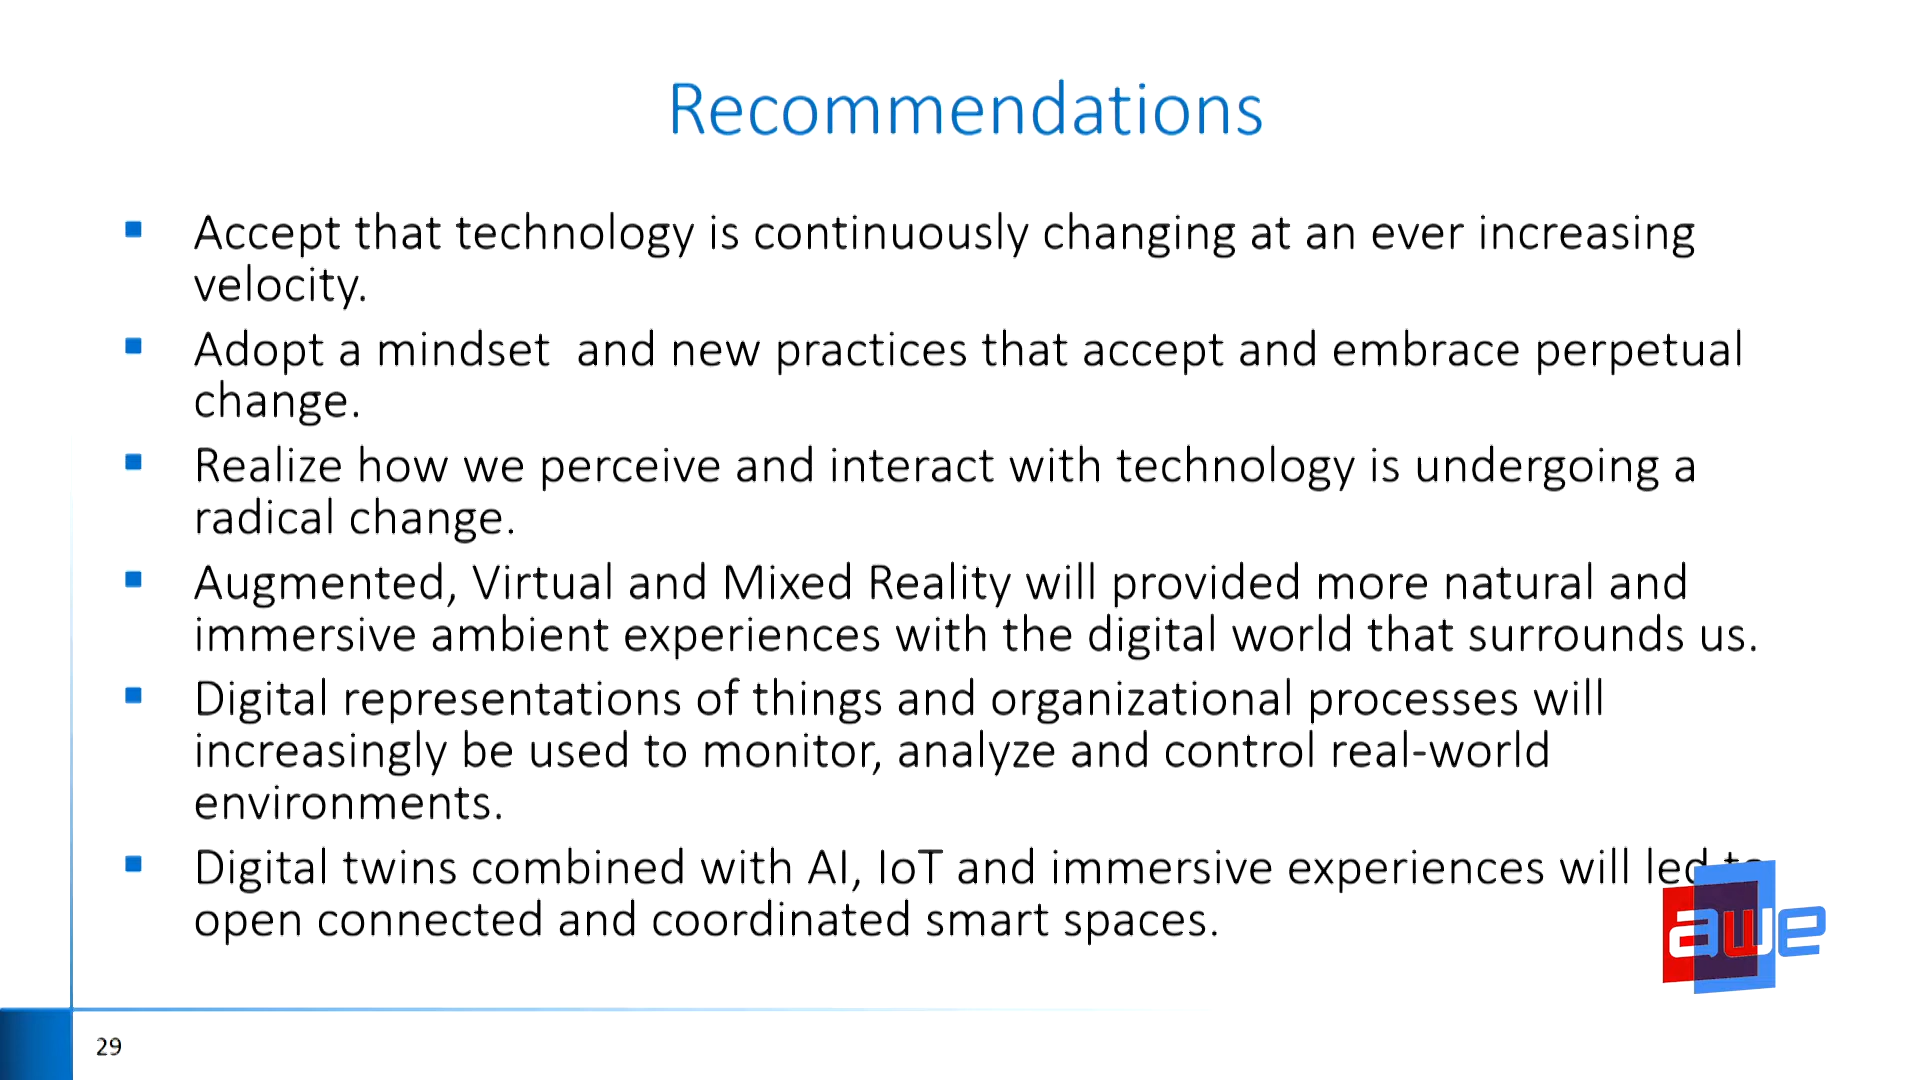 Recommendations
Accept that technology is continuously changing at an ever increasing
velocity.
Adopt a mindset  and new practices that accept and embrace perpetual
change.
Realize how we perceive and interact with technology is undergoing a
radical change.
Augmented, Virtual and Mixed Reality will provided more natural and
immersive ambient experiences with the digital world that surrounds us.
Digital representations of things and organizational processes will
increasingly be used to monitor, analyze and control real-world
environments.
Digital twins combined with AI, IoT and immersive experiences will led to
open connected and coordinated smart spaces.
awe
29